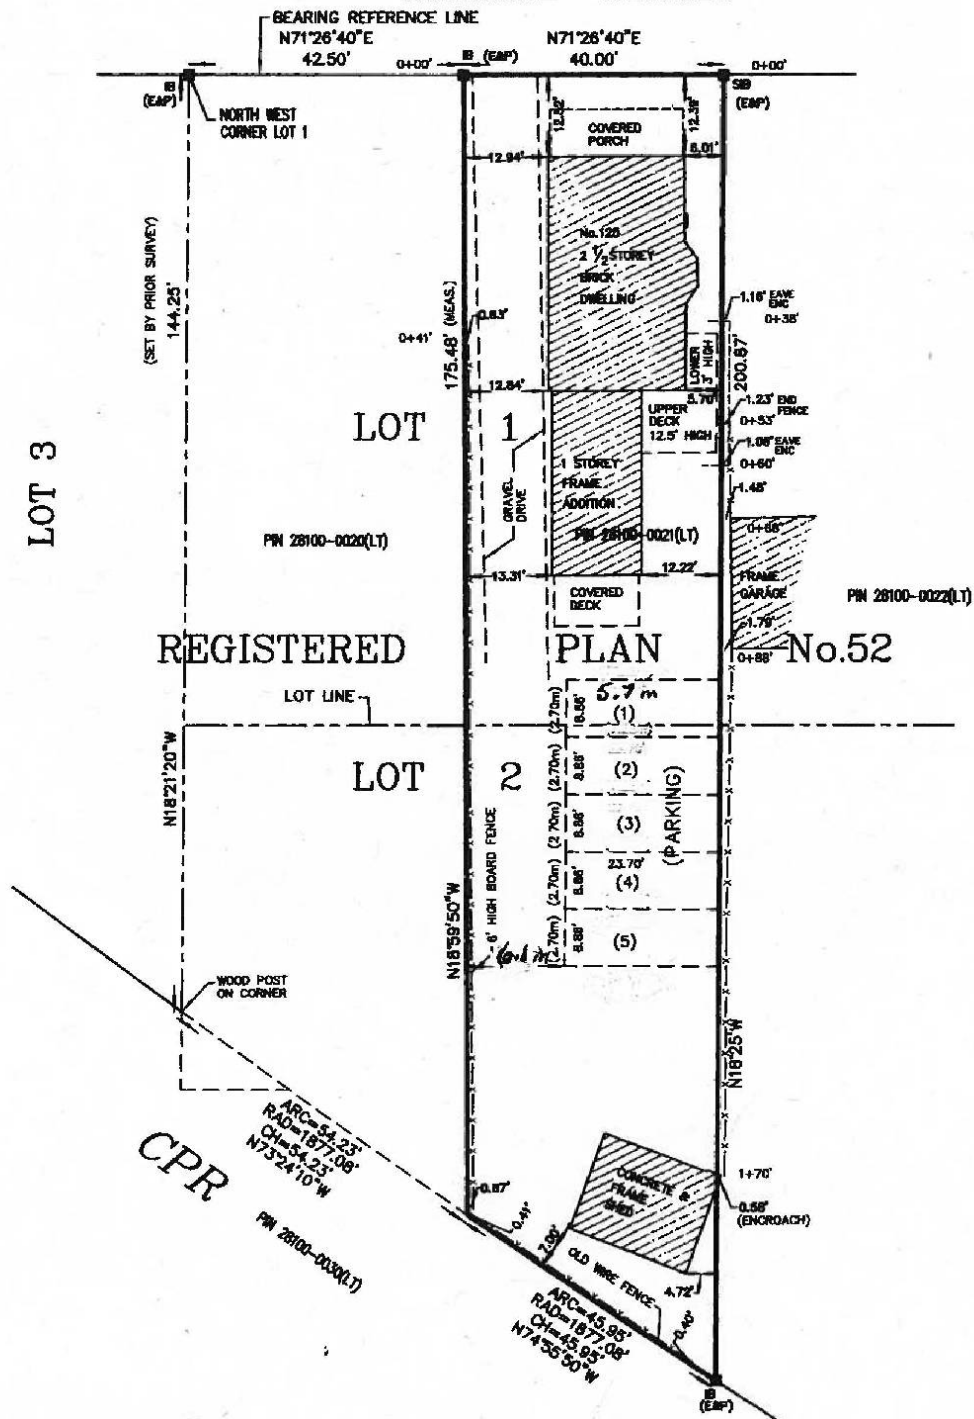 BEARING REFERENCE LINE
N71°26'40"E
42.50'
0+00'
IB (E&P)
N71°26'40"E
40.00'
0+00'
IB
(E&P)
SIB
(E&P)
NORTH WEST
CORNER LOT 1
12.52'
12.39'
COVERED
PORCH
12.94'
6.01'
(SET BY PRIOR SURVEY)
144.25'
No.125
2 1/2 STOREY
BRICK
DWELLING
1.16' EAVE
ENC
0+38'
0.63'
0+41'
175.48' (MEAS.)
LOWER
3' HIGH
200.87'
12.84'
5.70'
1.23' END
FENCE
0+53'
UPPER
DECK
12.5' HIGH
1.08' EAVE
ENC
0+60'
LOT 1
LOT 3
1 STOREY
FRAME
ADDITION
1.48'
GRAVEL
DRIVE
0+68'
PIN 28100-0020(LT)
PIN 28100-0021(LT)
13.31'
12.22'
FRAME
GARAGE
PIN 28100-0022(LT)
COVERED
DECK
1.79'
0+88'
REGISTERED PLAN No.52
LOT LINE
5.7 m
(2.70m) 8.86' (1)
LOT 2
(2.70m) 8.86' (2)
(PARKING)
(2.70m) 8.86' (3)
23.70'
(2.70m) 8.86' (4)
(2.70m) 8.86' (5)
N18°21'20"W
6' HIGH BOARD FENCE
N18°59'50"W
(6.1 m)
WOOD POST
ON CORNER
N18°25'W
ARC=54.23'
RAD=1877.08'
CH=54.23'
N73°24'10"W
CPR
PIN 28100-0030(LT)
CONCRETE &
FRAME
SHED
1+70'
0.58'
(ENCROACH)
0.87'
0.41'
7.00'
OLD WIRE FENCE
4.72'
0.40'
ARC=45.95'
RAD=1877.08'
CH=45.95'
N74°55'50"W
IB
(E&P)